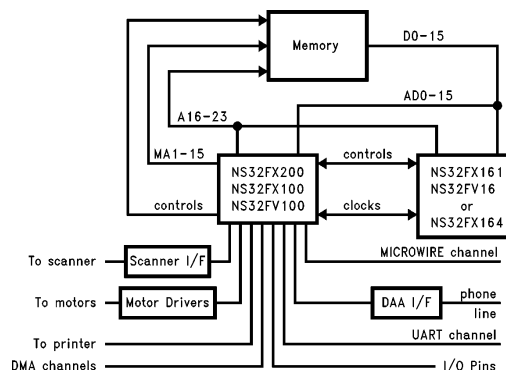 Memory
D0-15
AD0-15
A16-23
MA1-15
controls
NS32FX200
NS32FX100
NS32FV100
controls
clocks
NS32FX161
NS32FV16
or
NS32FX164
To scanner
Scanner I/F
MICROWIRE channel
To motors
Motor Drivers
DAA I/F
phone
line
To printer
UART channel
DMA channels
I/O Pins